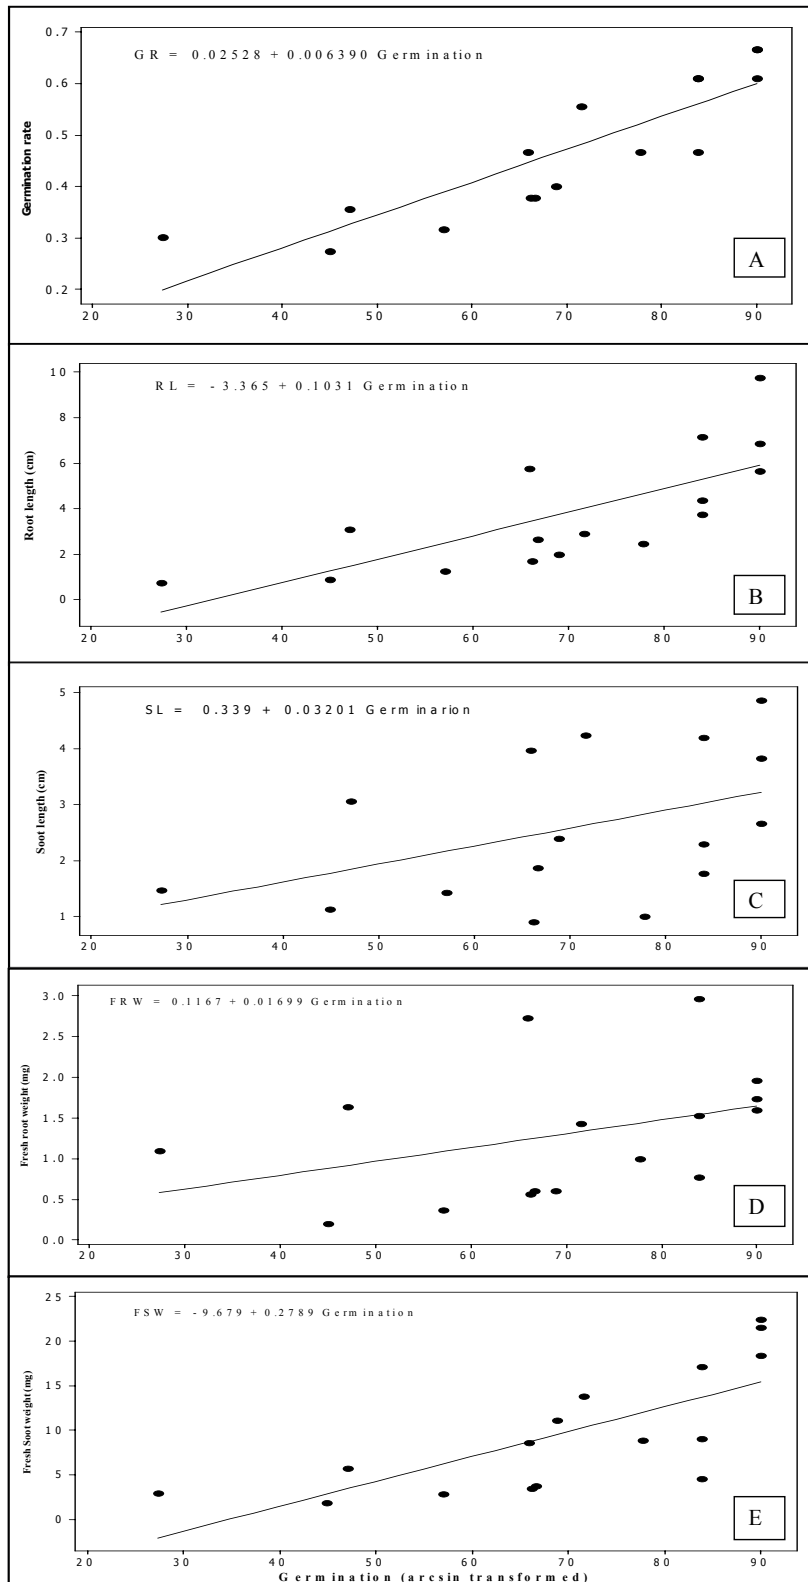 GR = 0.02528 + 0.006390 Germination
0.7
0.6
0.5
0.4
0.3
0.2
Germination rate
A
20 30 40 50 60 70 80 90
RL = - 3.365 + 0.1031 Germination
10
8
6
4
2
0
Root length (cm)
B
20 30 40 50 60 70 80 90
SL = 0.339 + 0.03201 Germinarion
5
4
3
2
1
Soot length (cm)
C
20 30 40 50 60 70 80 90
FRW = 0.1167 + 0.01699 Germination
3.0
2.5
2.0
1.5
1.0
0.5
0.0
Fresh root weight (mg)
D
20 30 40 50 60 70 80 90
FSW = -9.679 + 0.2789 Germination
25
20
15
10
5
0
Fresh Soot weight (mg)
E
20 30 40 50 60 70 80 90
Germination (arcsin transformed)